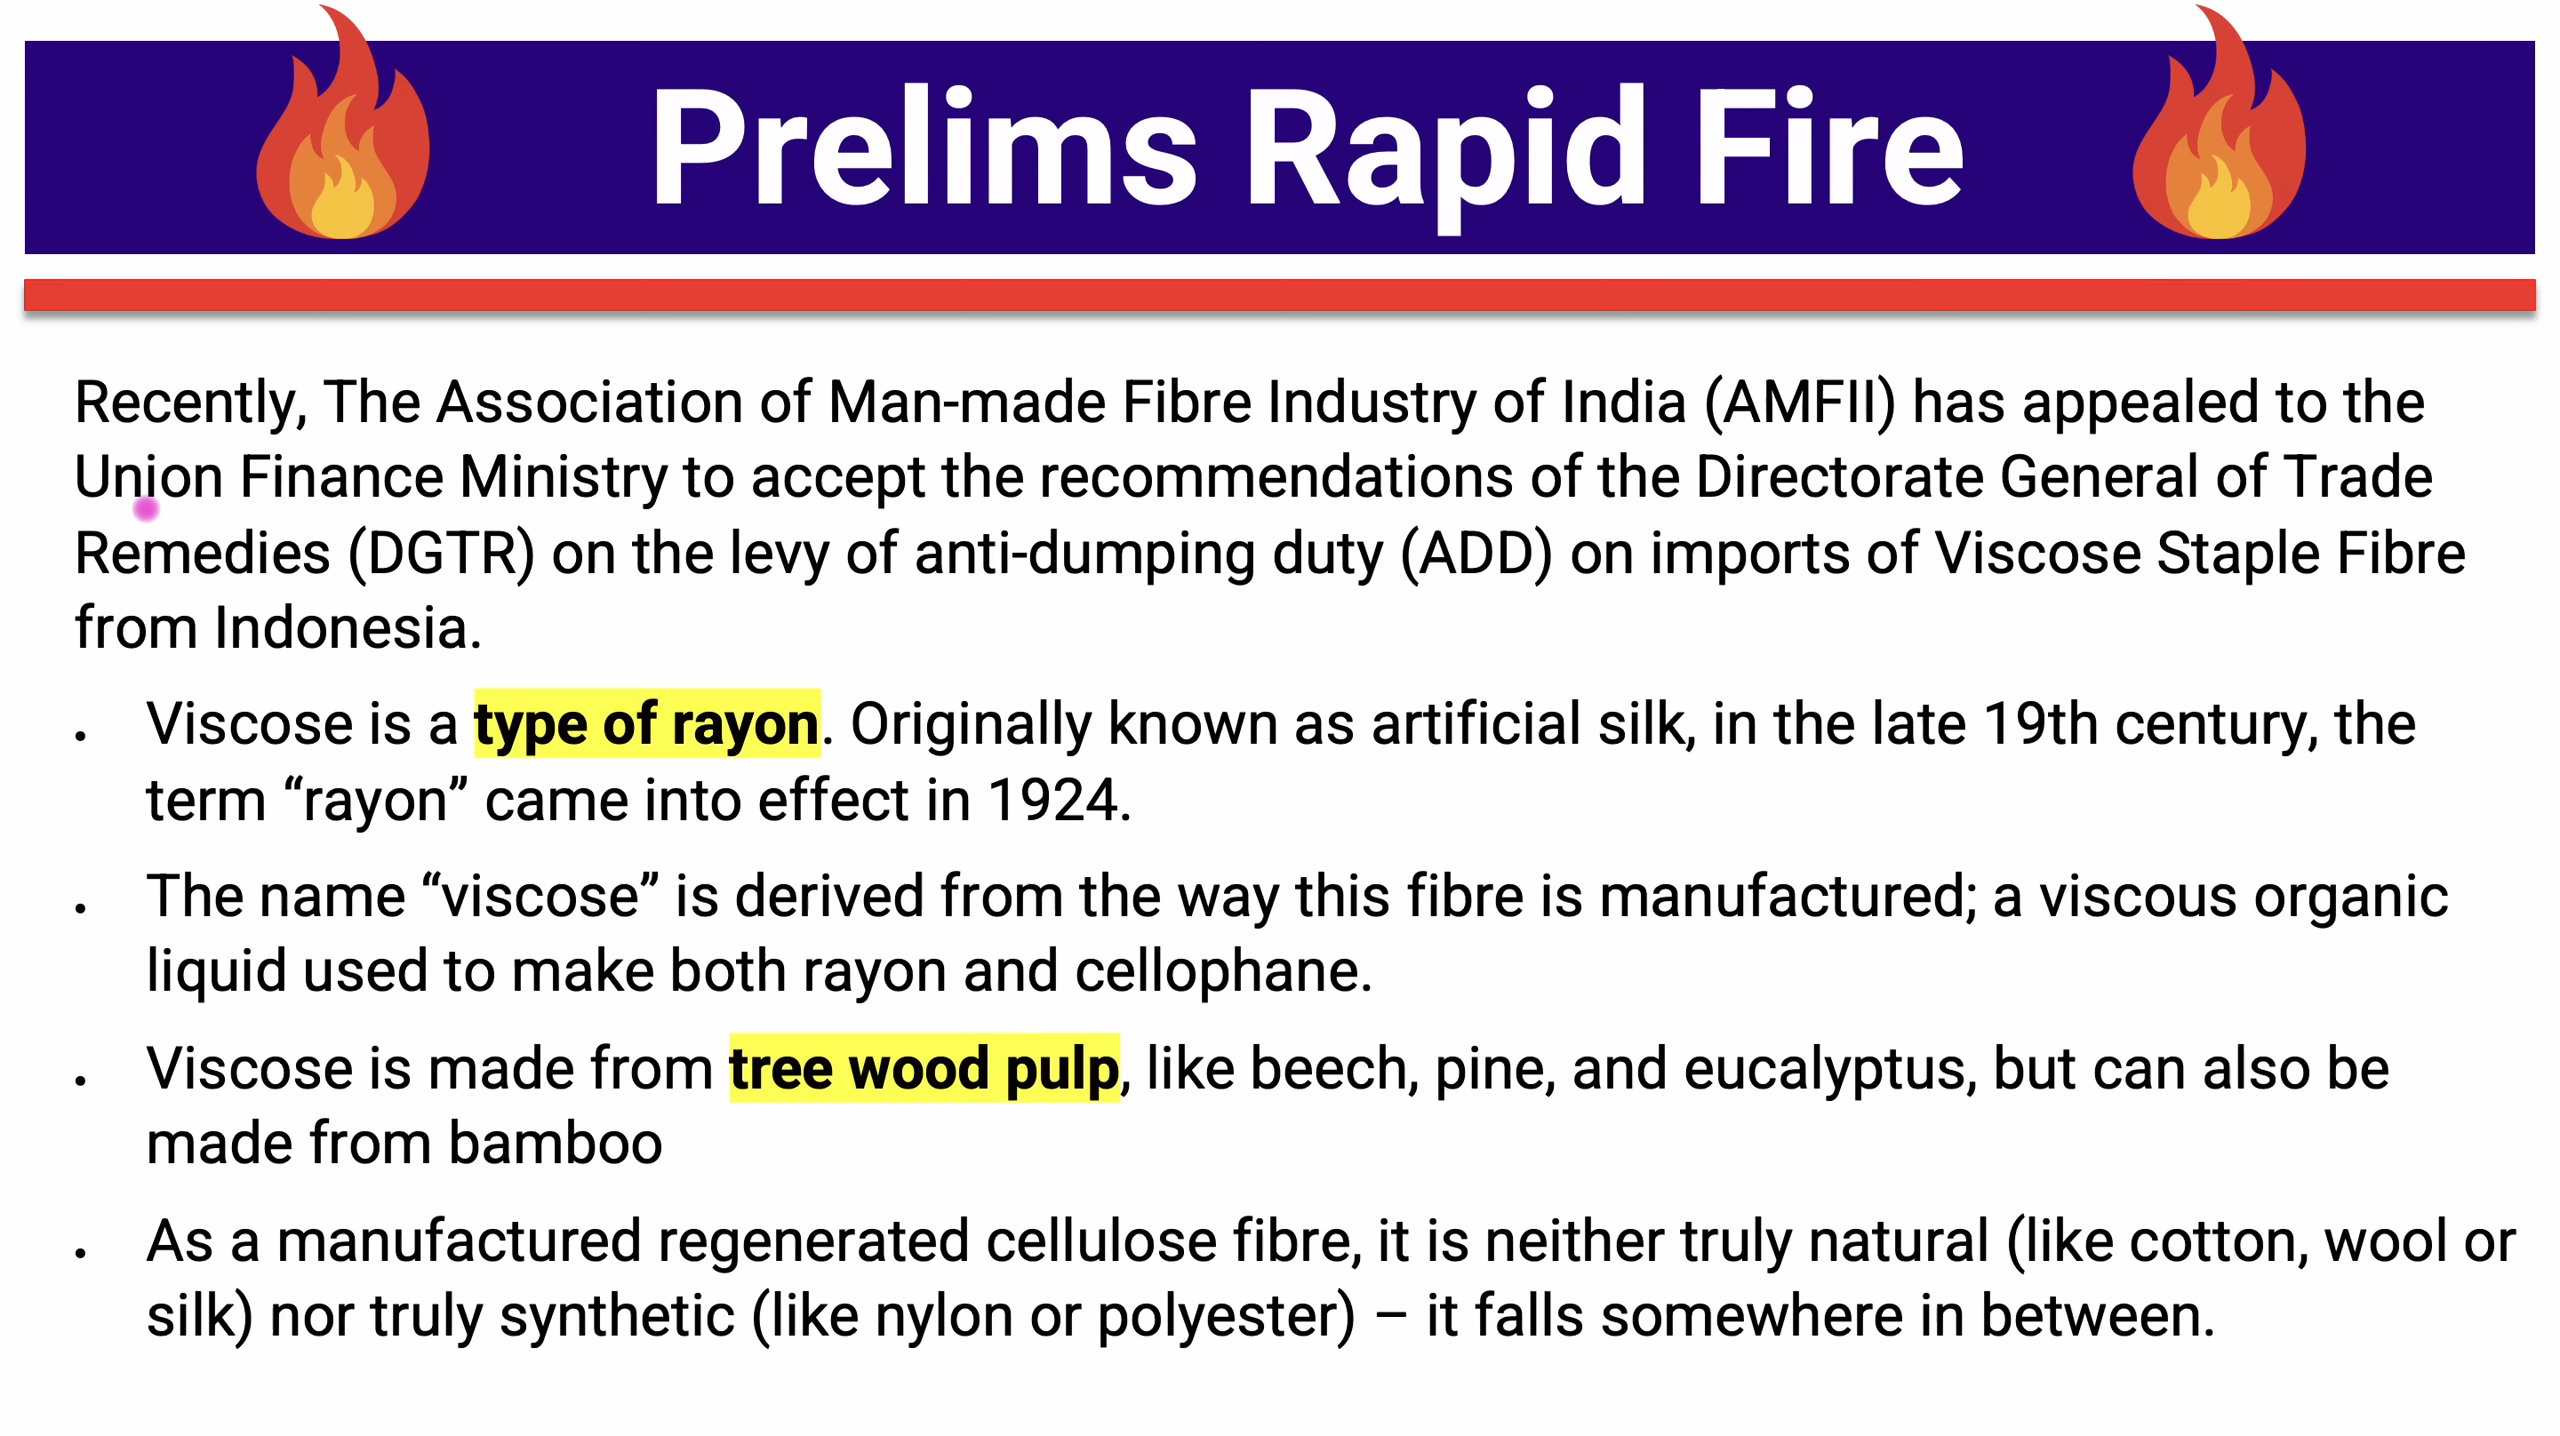 Prelims Rapid Fire
Recently, The Association of Man-made Fibre Industry of India (AMFII) has appealed to the
Union Finance Ministry to accept the recommendations of the Directorate General of Trade
Remedies (DGTR) on the levy of anti-dumping duty (ADD) on imports of Viscose Staple Fibre
from Indonesia.
• Viscose is a type of rayon. Originally known as artificial silk, in the late 19th century, the
term “rayon” came into effect in 1924.
• The name “viscose” is derived from the way this fibre is manufactured; a viscous organic
liquid used to make both rayon and cellophane.
• Viscose is made from tree wood pulp, like beech, pine, and eucalyptus, but can also be
made from bamboo
• As a manufactured regenerated cellulose fibre, it is neither truly natural (like cotton, wool or
silk) nor truly synthetic (like nylon or polyester) – it falls somewhere in between.